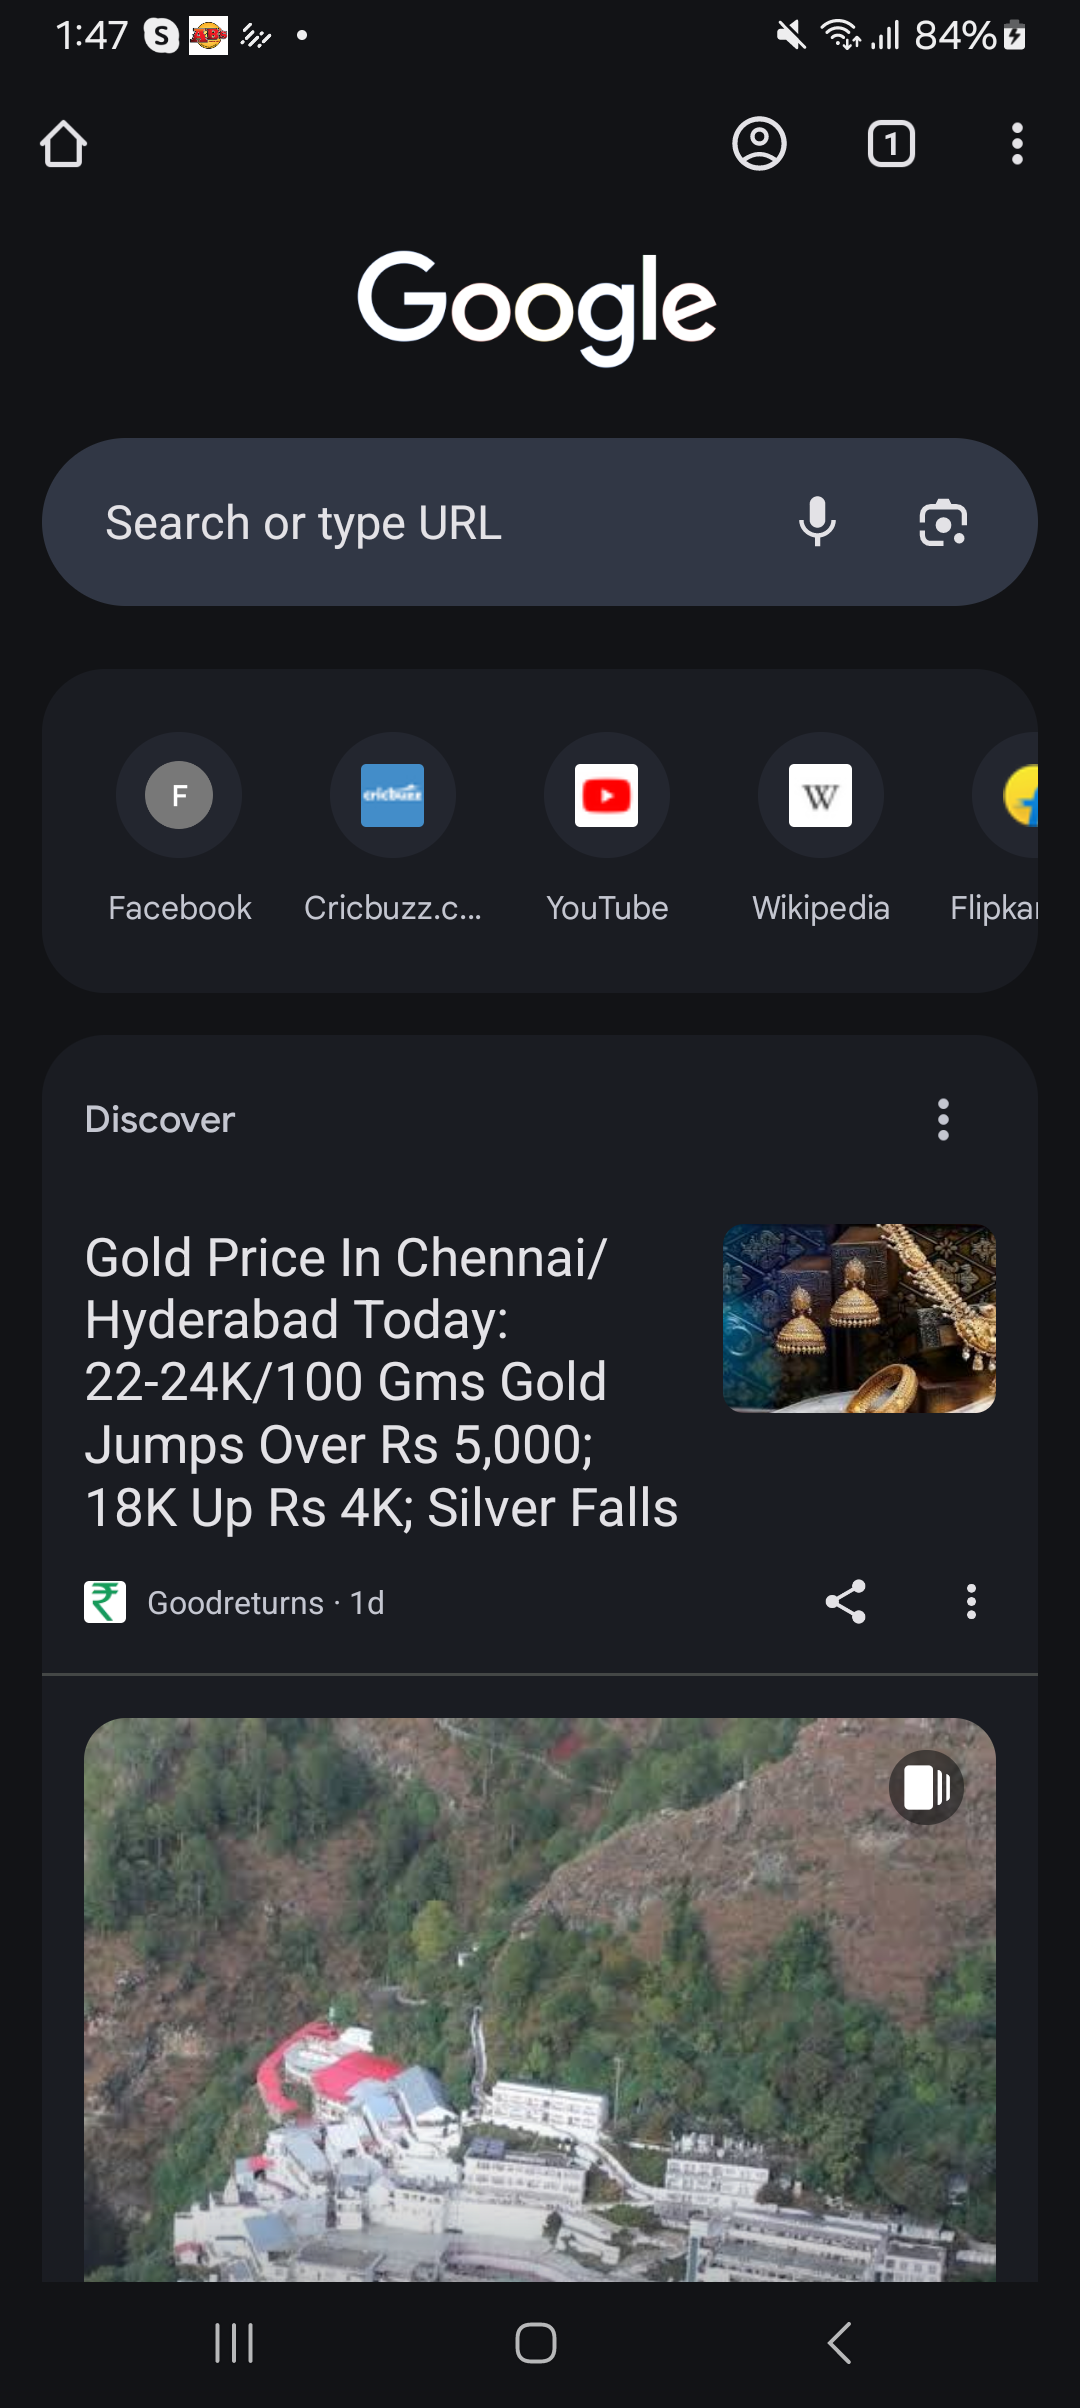 1:47 S AB's 84%
1
Google
Search or type URL
F cricbuzz W
Facebook Cricbuzz.c... YouTube Wikipedia Flipkar
Discover
Gold Price In Chennai/
Hyderabad Today:
22-24K/100 Gms Gold
Jumps Over Rs 5,000;
18K Up Rs 4K; Silver Falls
₹ Goodreturns · 1d